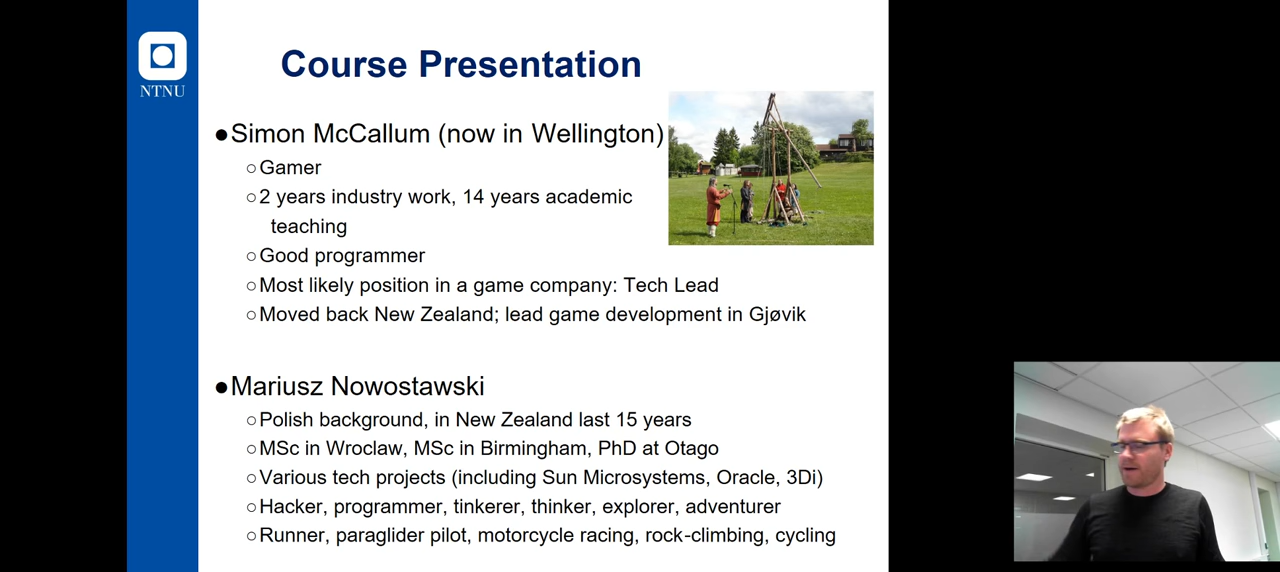 NTNU
Course Presentation
●Simon McCallum (now in Wellington)
○Gamer
○2 years industry work, 14 years academic
teaching
○Good programmer
○Most likely position in a game company: Tech Lead
○Moved back New Zealand; lead game development in Gjøvik
●Mariusz Nowostawski
○Polish background, in New Zealand last 15 years
○MSc in Wroclaw, MSc in Birmingham, PhD at Otago
○Various tech projects (including Sun Microsystems, Oracle, 3Di)
○Hacker, programmer, tinkerer, thinker, explorer, adventurer
○Runner, paraglider pilot, motorcycle racing, rock-climbing, cycling